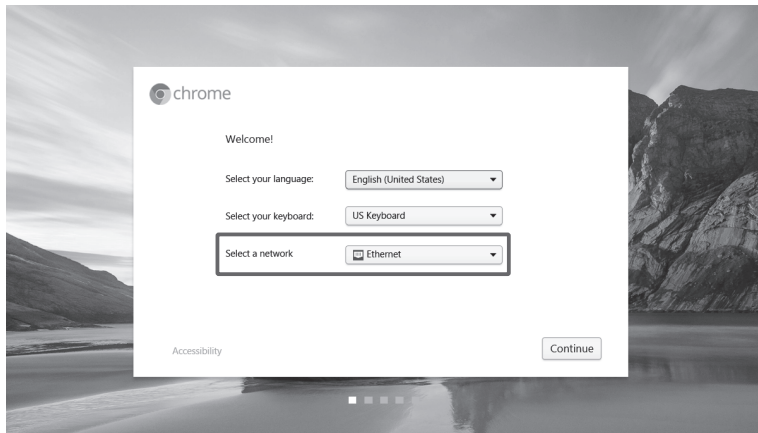 chrome
Welcome!
Select your language: English (United States)
Select your keyboard: US Keyboard
Select a network Ethernet
Accessibility Continue